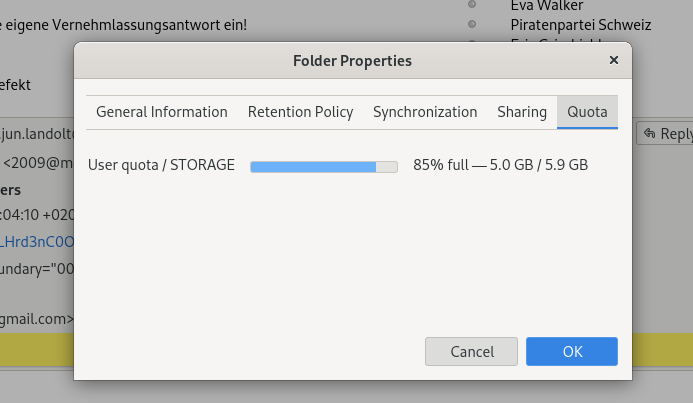 Eva Walker
e eigene Vernehmlassungsantwort ein!
Piratenpartei Schweiz
Folder Properties
efekt
General Information Retention Policy Synchronization Sharing Quota
jun.landolt
Reply
User quota / STORAGE 85% full — 5.0 GB / 5.9 GB
<2009@m
ers
:04:10 +020
LHrd3nC0O
undary="00
gmail.com>
Cancel OK